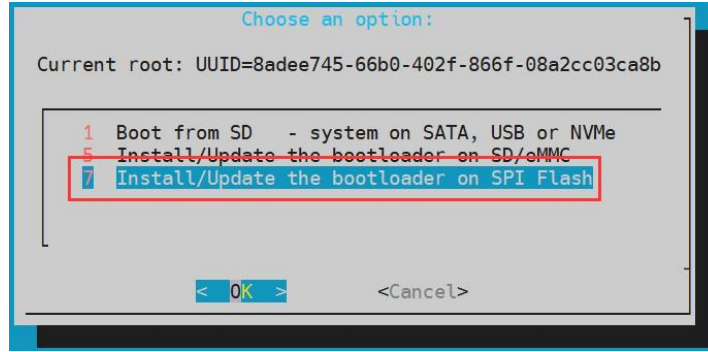 Choose an option:
Current root: UUID=8adee745-66b0-402f-866f-08a2cc03ca8b
1 Boot from SD - system on SATA, USB or NVMe
5 Install/Update the bootloader on SD/eMMC
7 Install/Update the bootloader on SPI Flash
< OK > <Cancel>